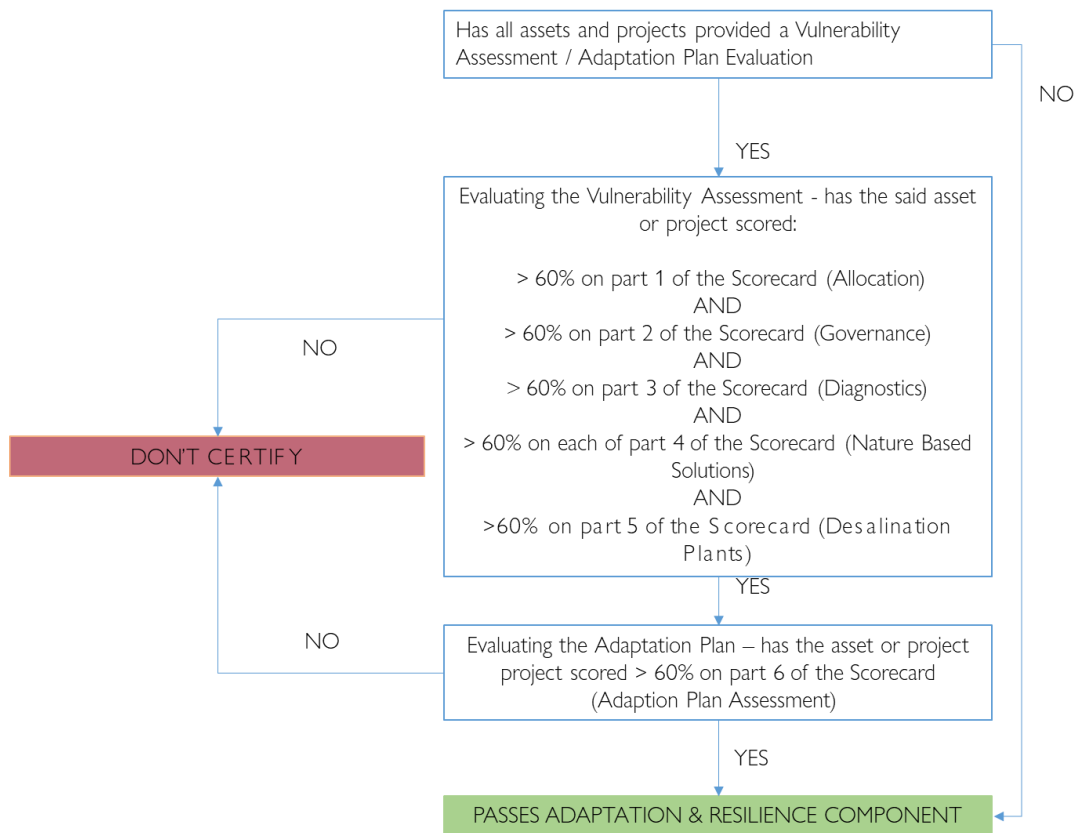 Has all assets and projects provided a Vulnerability
Assessment / Adaptation Plan Evaluation
NO
YES
Evaluating the Vulnerability Assessment - has the said asset
or project scored:
> 60% on part 1 of the Scorecard (Allocation)
AND
> 60% on part 2 of the Scorecard (Governance)
AND
> 60% on part 3 of the Scorecard (Diagnostics)
AND
> 60% on each of part 4 of the Scorecard (Nature Based
Solutions)
AND
>60% on part 5 of the Scorecard (Desalination
Plants)
NO
DON'T CERTIFY
YES
Evaluating the Adaptation Plan – has the asset or project
project scored > 60% on part 6 of the Scorecard
(Adaption Plan Assessment)
NO
YES
PASSES ADAPTATION & RESILIENCE COMPONENT